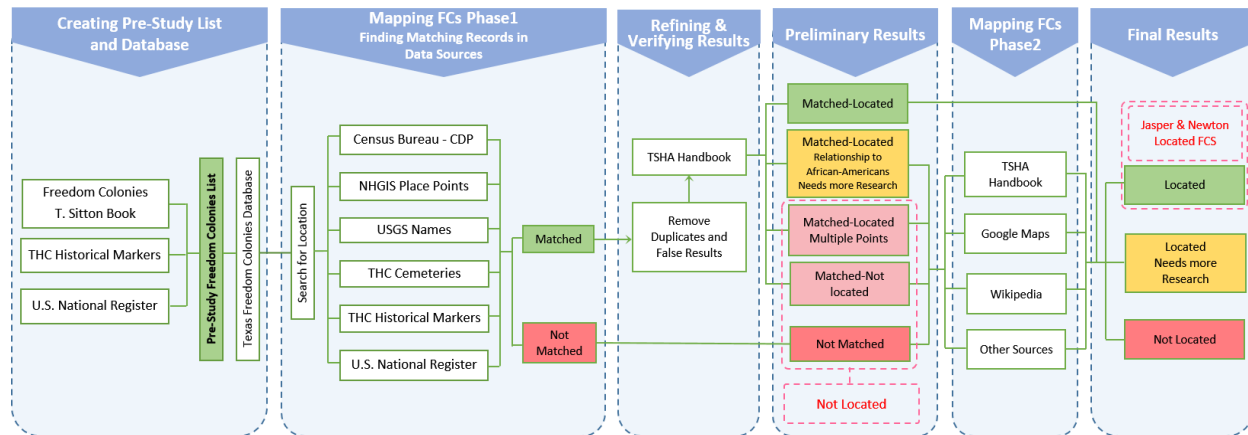 Creating Pre-Study List
and Database
Freedom Colonies
T. Sitton Book
THC Historical Markers
U.S. National Register
Pre-Study Freedom Colonies List
Texas Freedom Colonies Database
Mapping FCs Phase1
Finding Matching Records in
Data Sources
Search for Location
Census Bureau - CDP
NHGIS Place Points
USGS Names
THC Cemeteries
THC Historical Markers
U.S. National Register
Matched
Not
Matched
Refining &
Verifying Results
TSHA Handbook
Remove
Duplicates and
False Results
Preliminary Results
Matched-Located
Matched-Located
Relationship to
African-Americans
Needs more Research
Matched-Located
Multiple Points
Matched-Not
located
Not Matched
Not Located
Mapping FCs
Phase2
TSHA
Handbook
Google Maps
Wikipedia
Other Sources
Final Results
Jasper & Newton
Located FCS
Located
Located
Needs more
Research
Not Located